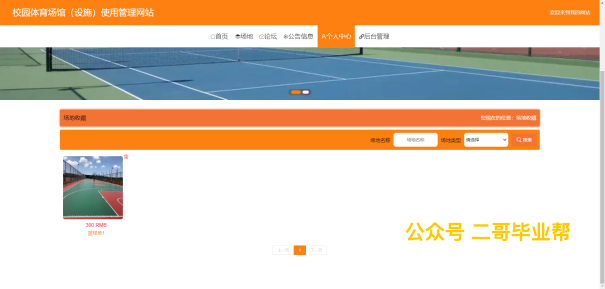 校园体育场馆（设施）使用管理网站
欢迎来到我的网站
首页 场地 论坛 公告信息 个人中心 后台管理
场地收藏
您现在的位置：场地收藏
场地名称 场地名称 场地类型 请选择 搜索
300 RMB
篮球场1
公众号 二哥毕业帮
上一页 1 下一页